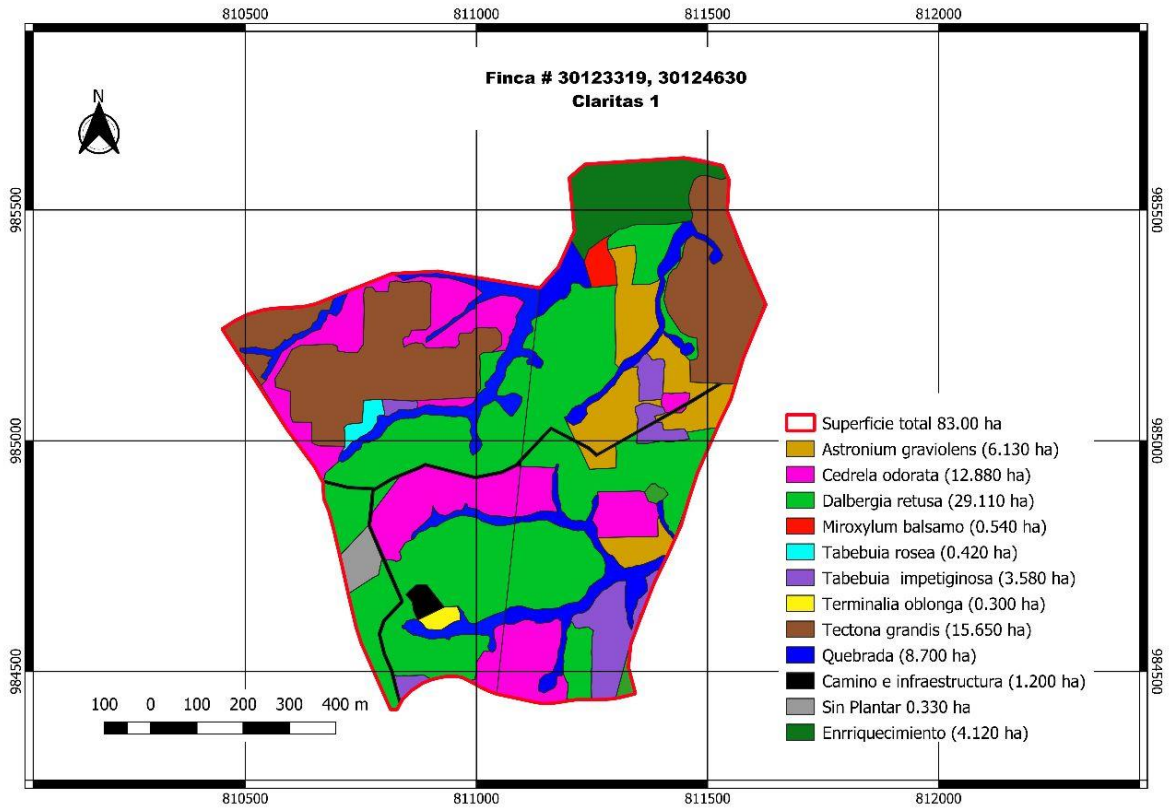 810500 811000 811500 812000
Finca # 30123319, 30124630
Claritas 1
N
985500 985500
985000 985000
984500 984500
Superficie total 83.00 ha
Astronium graviolens (6.130 ha)
Cedrela odorata (12.880 ha)
Dalbergia retusa (29.110 ha)
Miroxylum balsamo (0.540 ha)
Tabebuia rosea (0.420 ha)
Tabebuia impetiginosa (3.580 ha)
Terminalia oblonga (0.300 ha)
Tectona grandis (15.650 ha)
Quebrada (8.700 ha)
Camino e infraestructura (1.200 ha)
Sin Plantar 0.330 ha
Enrriquecimiento (4.120 ha)
100 0 100 200 300 400 m
810500 811000 811500 812000